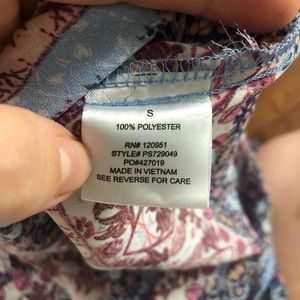 S
100% POLYESTER
RN# 120951
STYLE# PS729049
PO#427019
MADE IN VIETNAM
SEE REVERSE FOR CARE